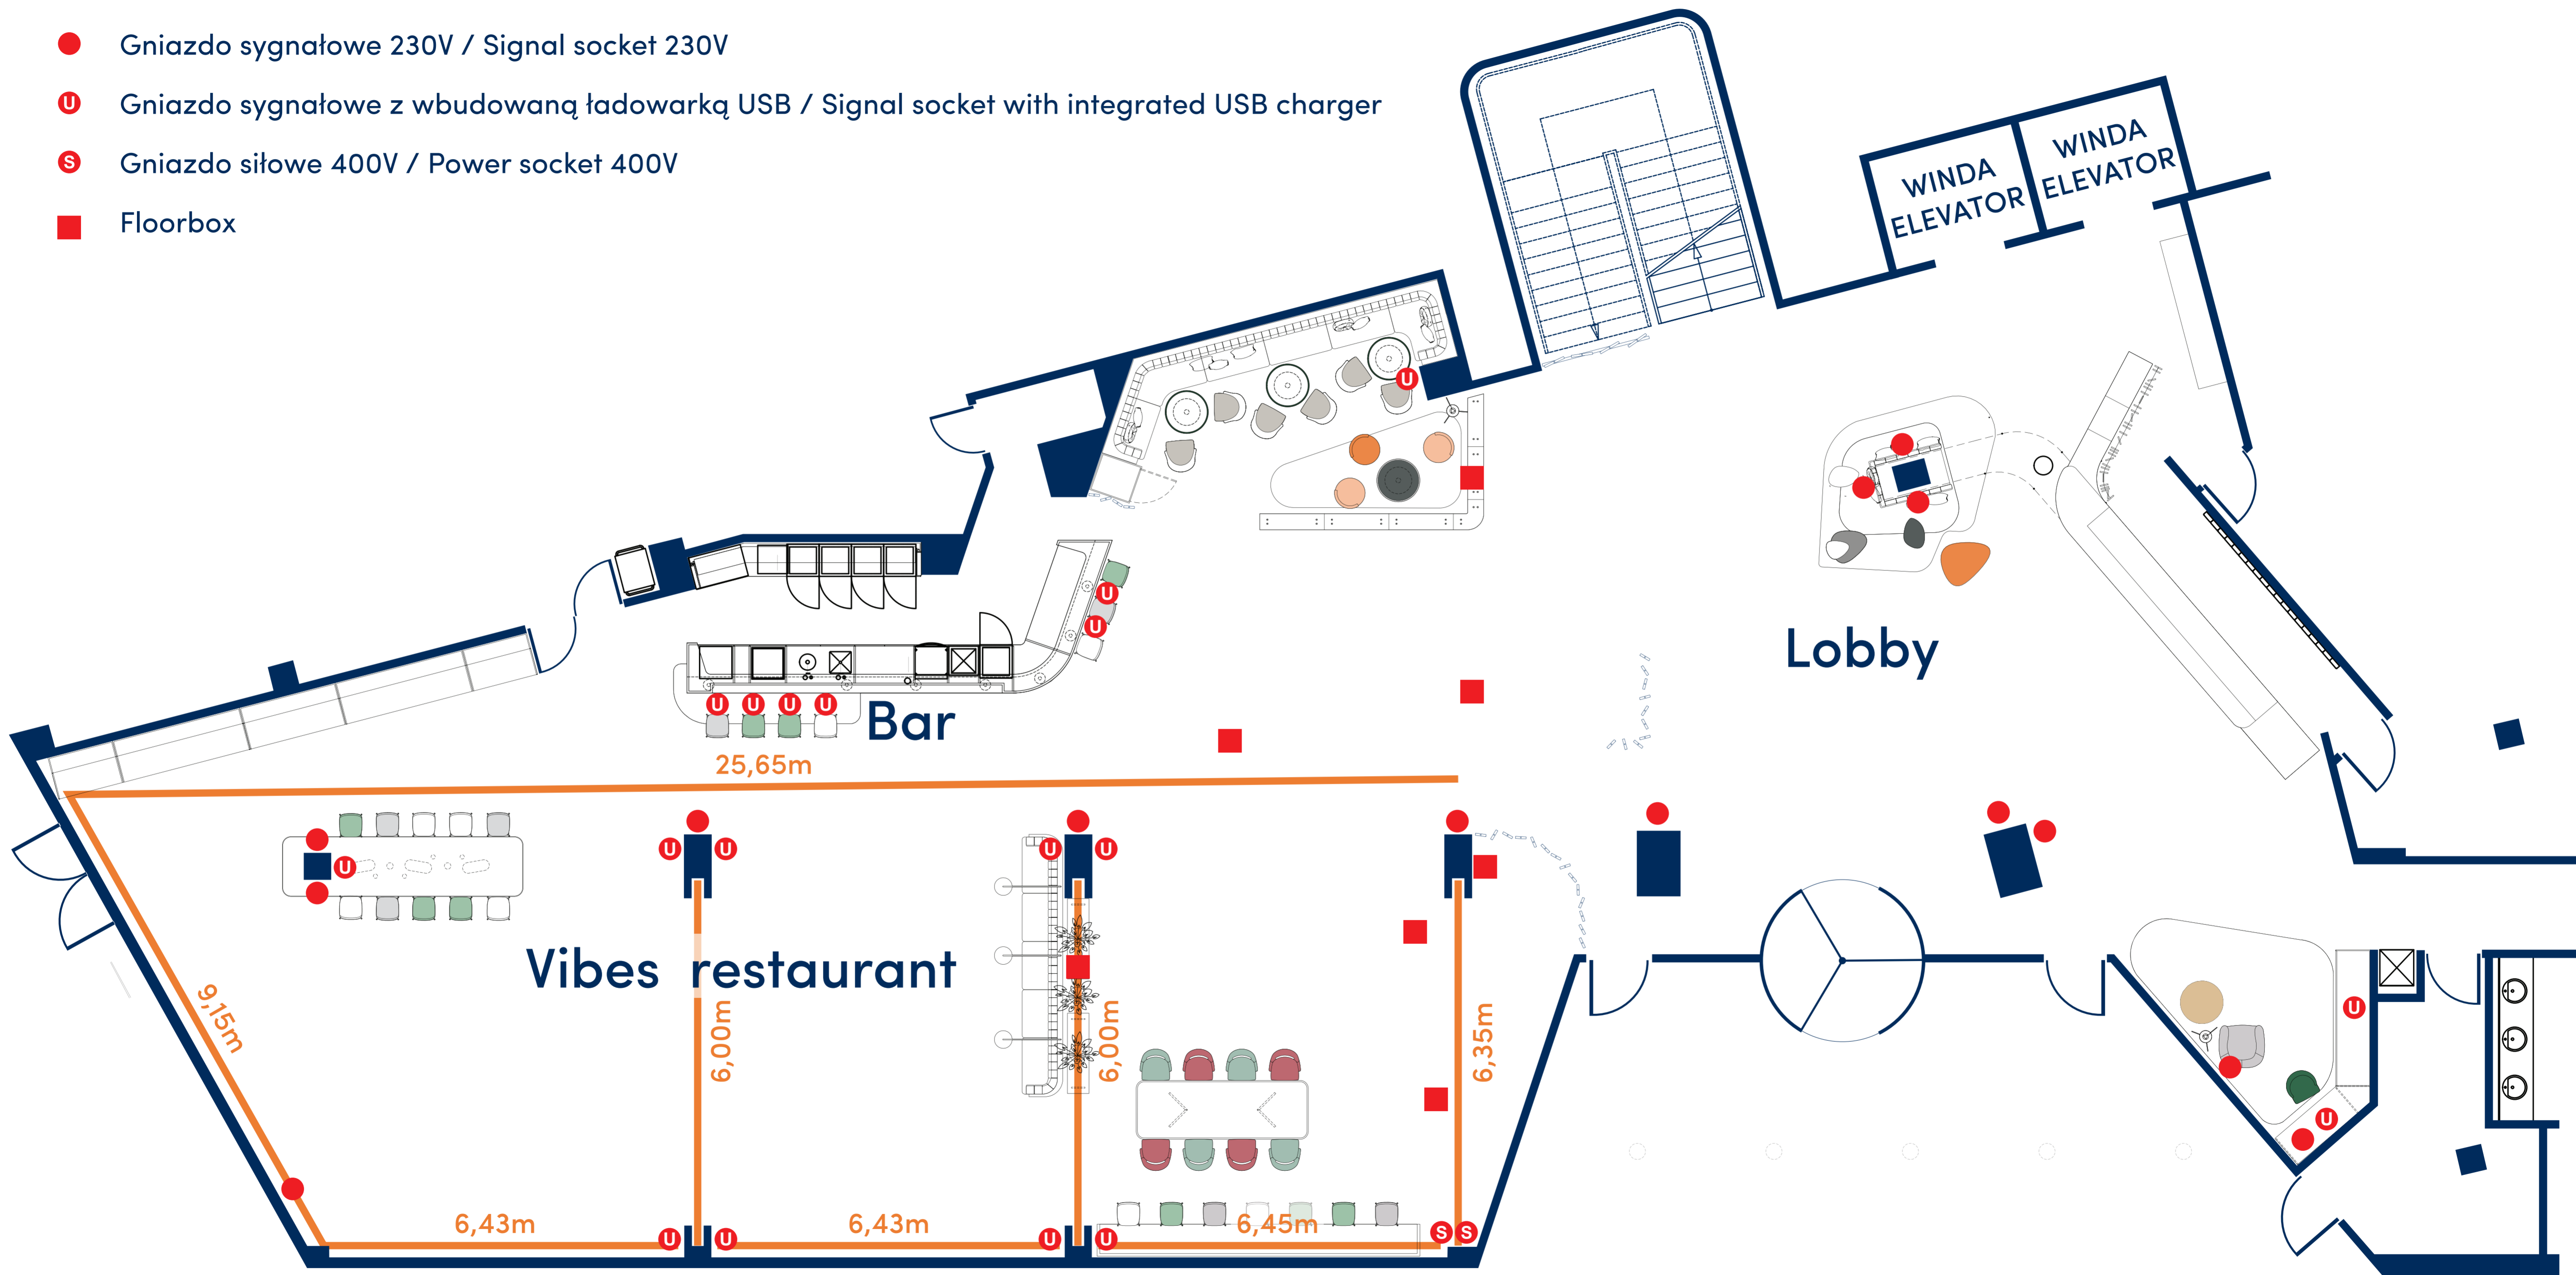 Gniazdo sygnałowe 230V / Signal socket 230V
U Gniazdo sygnałowe z wbudowaną ładowarką USB / Signal socket with integrated USB charger
S Gniazdo siłowe 400V / Power socket 400V
Floorbox
WINDA
ELEVATOR
WINDA
ELEVATOR
U
U
U
Lobby
U U U U
Bar
25,65m
U U U U
U
Vibes restaurant
9,15m
6,00m
6,00m
6,35m
U
U
6,43m
6,43m
6,45m
U U U U S S